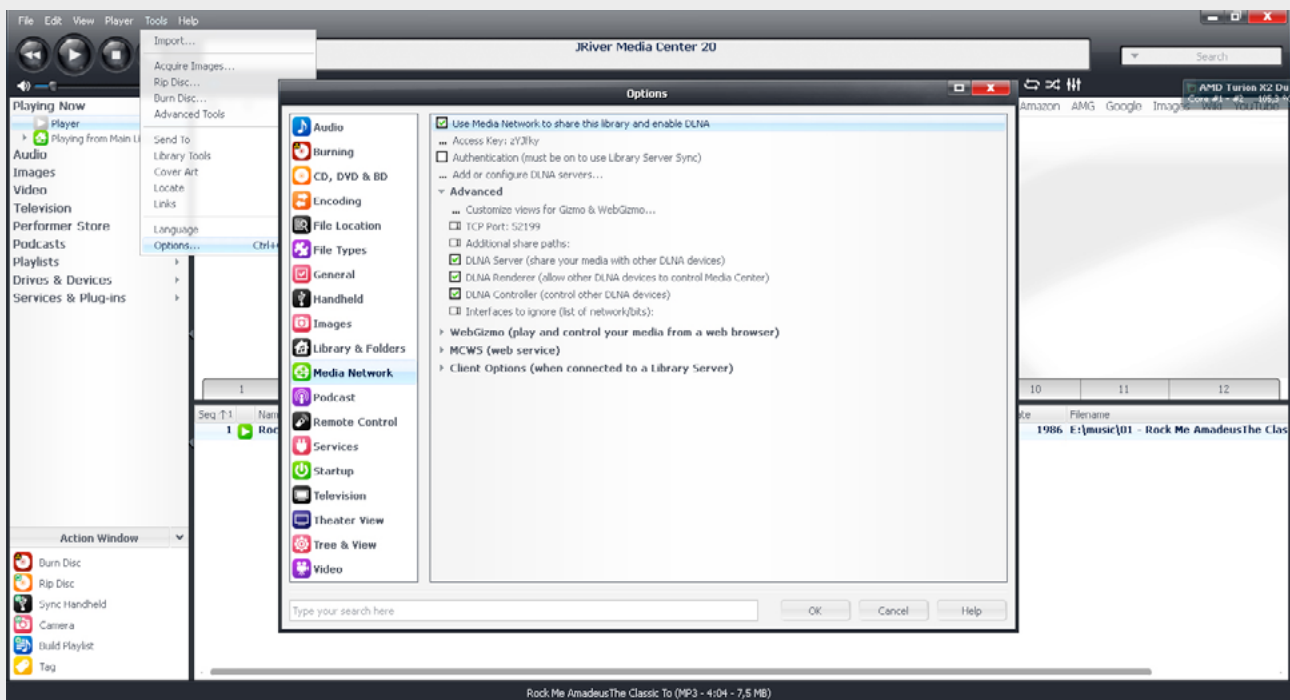 File Edit View Player Tools Help
JRiver Media Center 20
Search
AMD Turion X2 Du
Amazon AMG Google Images Wiki YouTube
Import...
Acquire Images...
Rip Disc...
Burn Disc...
Advanced Tools
Send To
Library Tools
Cover Art
Locate
Links
Language
Options... Ctrl+
Playing Now
Player
Playing from Main Li
Audio
Images
Video
Television
Performer Store
Podcasts
Playlists
Drives & Devices
Services & Plug-ins
Options
Audio
Burning
CD, DVD & BD
Encoding
File Location
File Types
General
Handheld
Images
Library & Folders
Media Network
Podcast
Remote Control
Services
Startup
Television
Theater View
Tree & View
Video
Use Media Network to share this library and enable DLNA
... Access Key: zYJlky
Authentication (must be on to use Library Server Sync)
... Add or configure DLNA servers...
Advanced
... Customize views for Gizmo & WebGizmo...
TCP Port: 52199
Additional share paths:
DLNA Server (share your media with other DLNA devices)
DLNA Renderer (allow other DLNA devices to control Media Center)
DLNA Controller (control other DLNA devices)
Interfaces to ignore (list of network/bits):
WebGizmo (play and control your media from a web browser)
MCWS (web service)
Client Options (when connected to a Library Server)
Type your search here
OK Cancel Help
1 10 11 12
Seq 1 Nam ate Filename
1 Roc 1986 E:\music\01 - Rock Me AmadeusThe Clas
Action Window
Burn Disc
Rip Disc
Sync Handheld
Camera
Build Playlist
Tag
Rock Me AmadeusThe Classic To (MP3 - 4:04 - 7,5 MB)